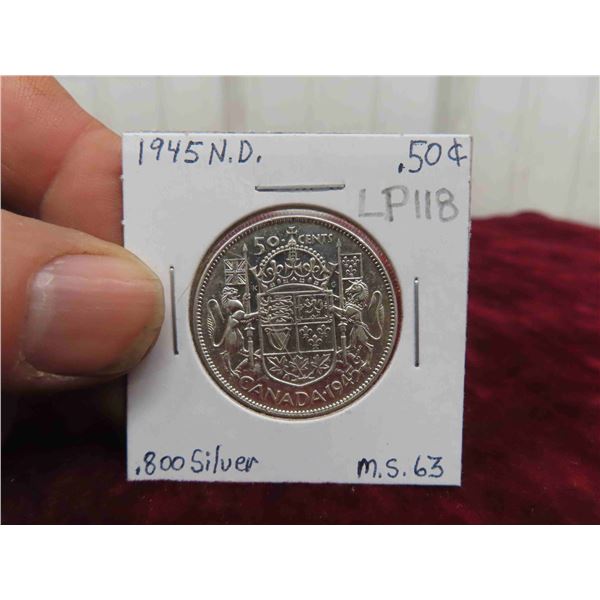 1945 N.D. .50¢
LP118
50 CENTS
K G
CANADA·1945
.800 Silver M.S. 63